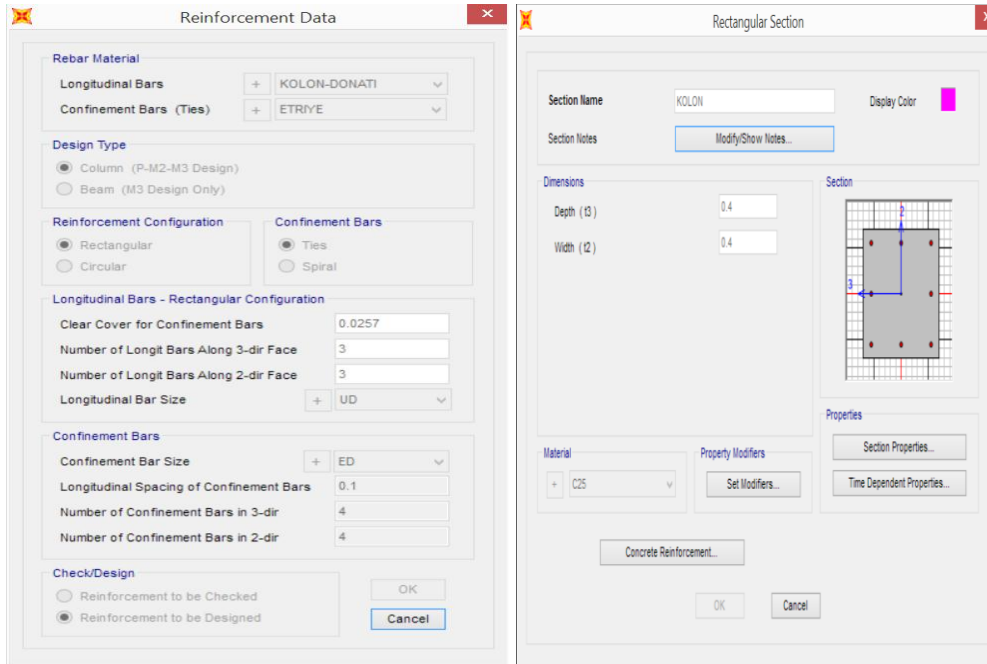 Reinforcement Data
Rebar Material
Longitudinal Bars + KOLON-DONATI
Confinement Bars (Ties) + ETRIYE
Design Type
Column (P-M2-M3 Design)
Beam (M3 Design Only)
Reinforcement Configuration
Rectangular
Circular
Confinement Bars
Ties
Spiral
Longitudinal Bars - Rectangular Configuration
Clear Cover for Confinement Bars 0.0257
Number of Longit Bars Along 3-dir Face 3
Number of Longit Bars Along 2-dir Face 3
Longitudinal Bar Size + UD
Confinement Bars
Confinement Bar Size + ED
Longitudinal Spacing of Confinement Bars 0.1
Number of Confinement Bars in 3-dir 4
Number of Confinement Bars in 2-dir 4
Check/Design
Reinforcement to be Checked
Reinforcement to be Designed
OK
Cancel
Rectangular Section
Section Name KOLON Display Color
Section Notes Modify/Show Notes...
Dimensions
Depth ( t3 ) 0.4
Width ( t2 ) 0.4
Section
2
3
Properties
Section Properties...
Time Dependent Properties...
Material
+ C25
Property Modifiers
Set Modifiers...
Concrete Reinforcement...
OK Cancel